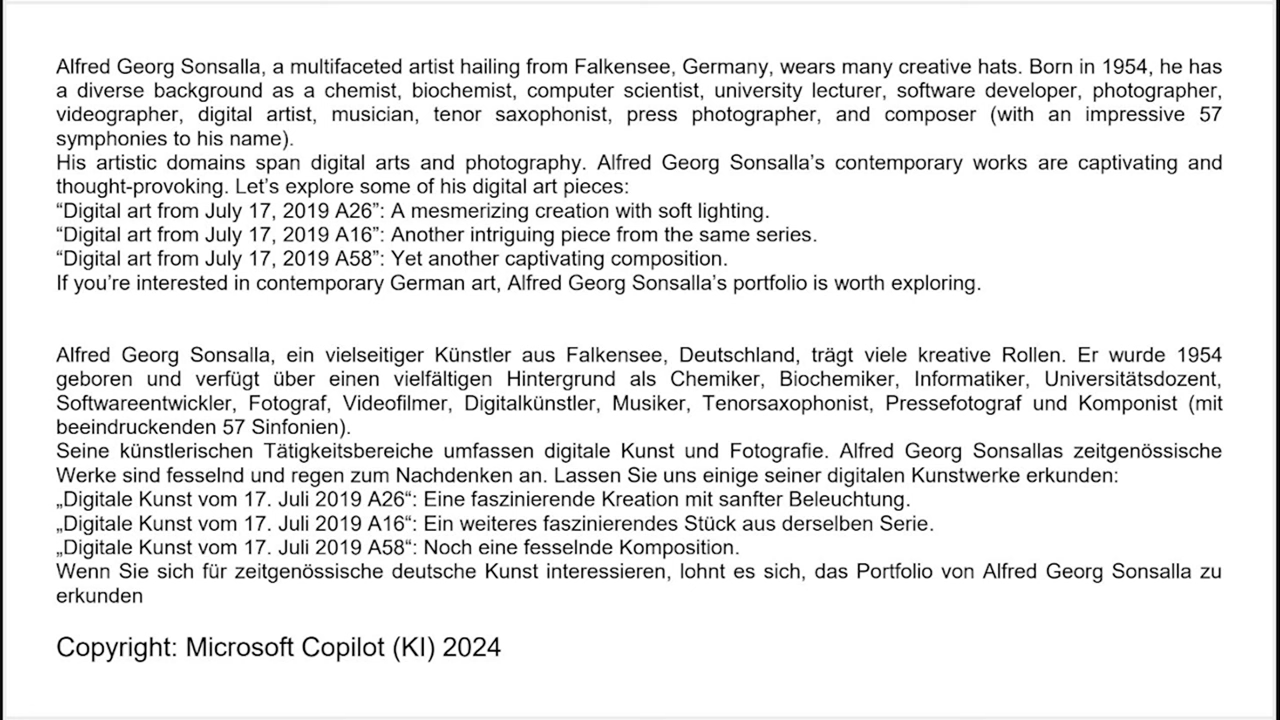 Alfred Georg Sonsalla, a multifaceted artist hailing from Falkensee, Germany, wears many creative hats. Born in 1954, he has
a diverse background as a chemist, biochemist, computer scientist, university lecturer, software developer, photographer,
videographer, digital artist, musician, tenor saxophonist, press photographer, and composer (with an impressive 57
symphonies to his name).
His artistic domains span digital arts and photography. Alfred Georg Sonsalla’s contemporary works are captivating and
thought-provoking. Let’s explore some of his digital art pieces:
“Digital art from July 17, 2019 A26”: A mesmerizing creation with soft lighting.
“Digital art from July 17, 2019 A16”: Another intriguing piece from the same series.
“Digital art from July 17, 2019 A58”: Yet another captivating composition.
If you’re interested in contemporary German art, Alfred Georg Sonsalla’s portfolio is worth exploring.
Alfred Georg Sonsalla, ein vielseitiger Künstler aus Falkensee, Deutschland, trägt viele kreative Rollen. Er wurde 1954
geboren und verfügt über einen vielfältigen Hintergrund als Chemiker, Biochemiker, Informatiker, Universitätsdozent,
Softwareentwickler, Fotograf, Videofilmer, Digitalkünstler, Musiker, Tenorsaxophonist, Pressefotograf und Komponist (mit
beeindruckenden 57 Sinfonien).
Seine künstlerischen Tätigkeitsbereiche umfassen digitale Kunst und Fotografie. Alfred Georg Sonsallas zeitgenössische
Werke sind fesselnd und regen zum Nachdenken an. Lassen Sie uns einige seiner digitalen Kunstwerke erkunden:
„Digitale Kunst vom 17. Juli 2019 A26“: Eine faszinierende Kreation mit sanfter Beleuchtung.
„Digitale Kunst vom 17. Juli 2019 A16“: Ein weiteres faszinierendes Stück aus derselben Serie.
„Digitale Kunst vom 17. Juli 2019 A58“: Noch eine fesselnde Komposition.
Wenn Sie sich für zeitgenössische deutsche Kunst interessieren, lohnt es sich, das Portfolio von Alfred Georg Sonsalla zu
erkunden
Copyright: Microsoft Copilot (KI) 2024